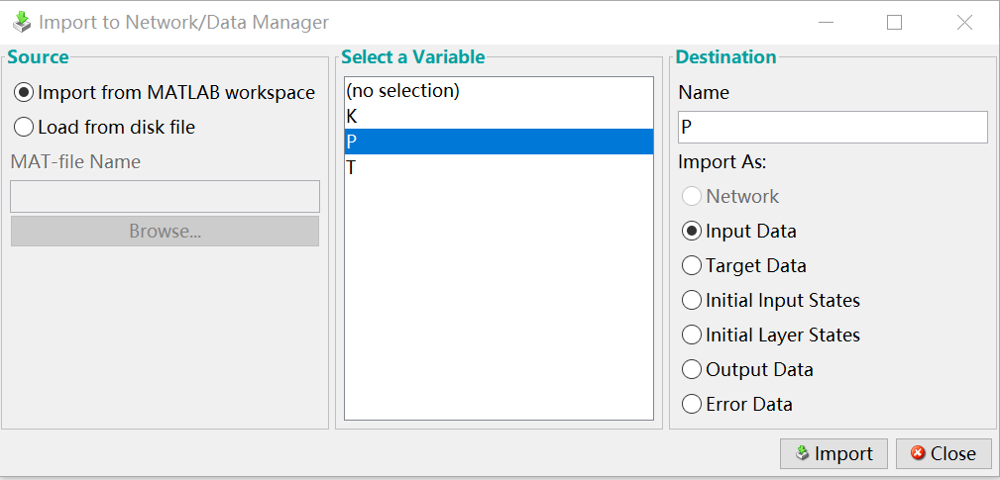 Import to Network/Data Manager
Source
Import from MATLAB workspace
Load from disk file
MAT-file Name
Browse...
Select a Variable
(no selection)
K
P
T
Destination
Name
P
Import As:
Network
Input Data
Target Data
Initial Input States
Initial Layer States
Output Data
Error Data
Import
Close